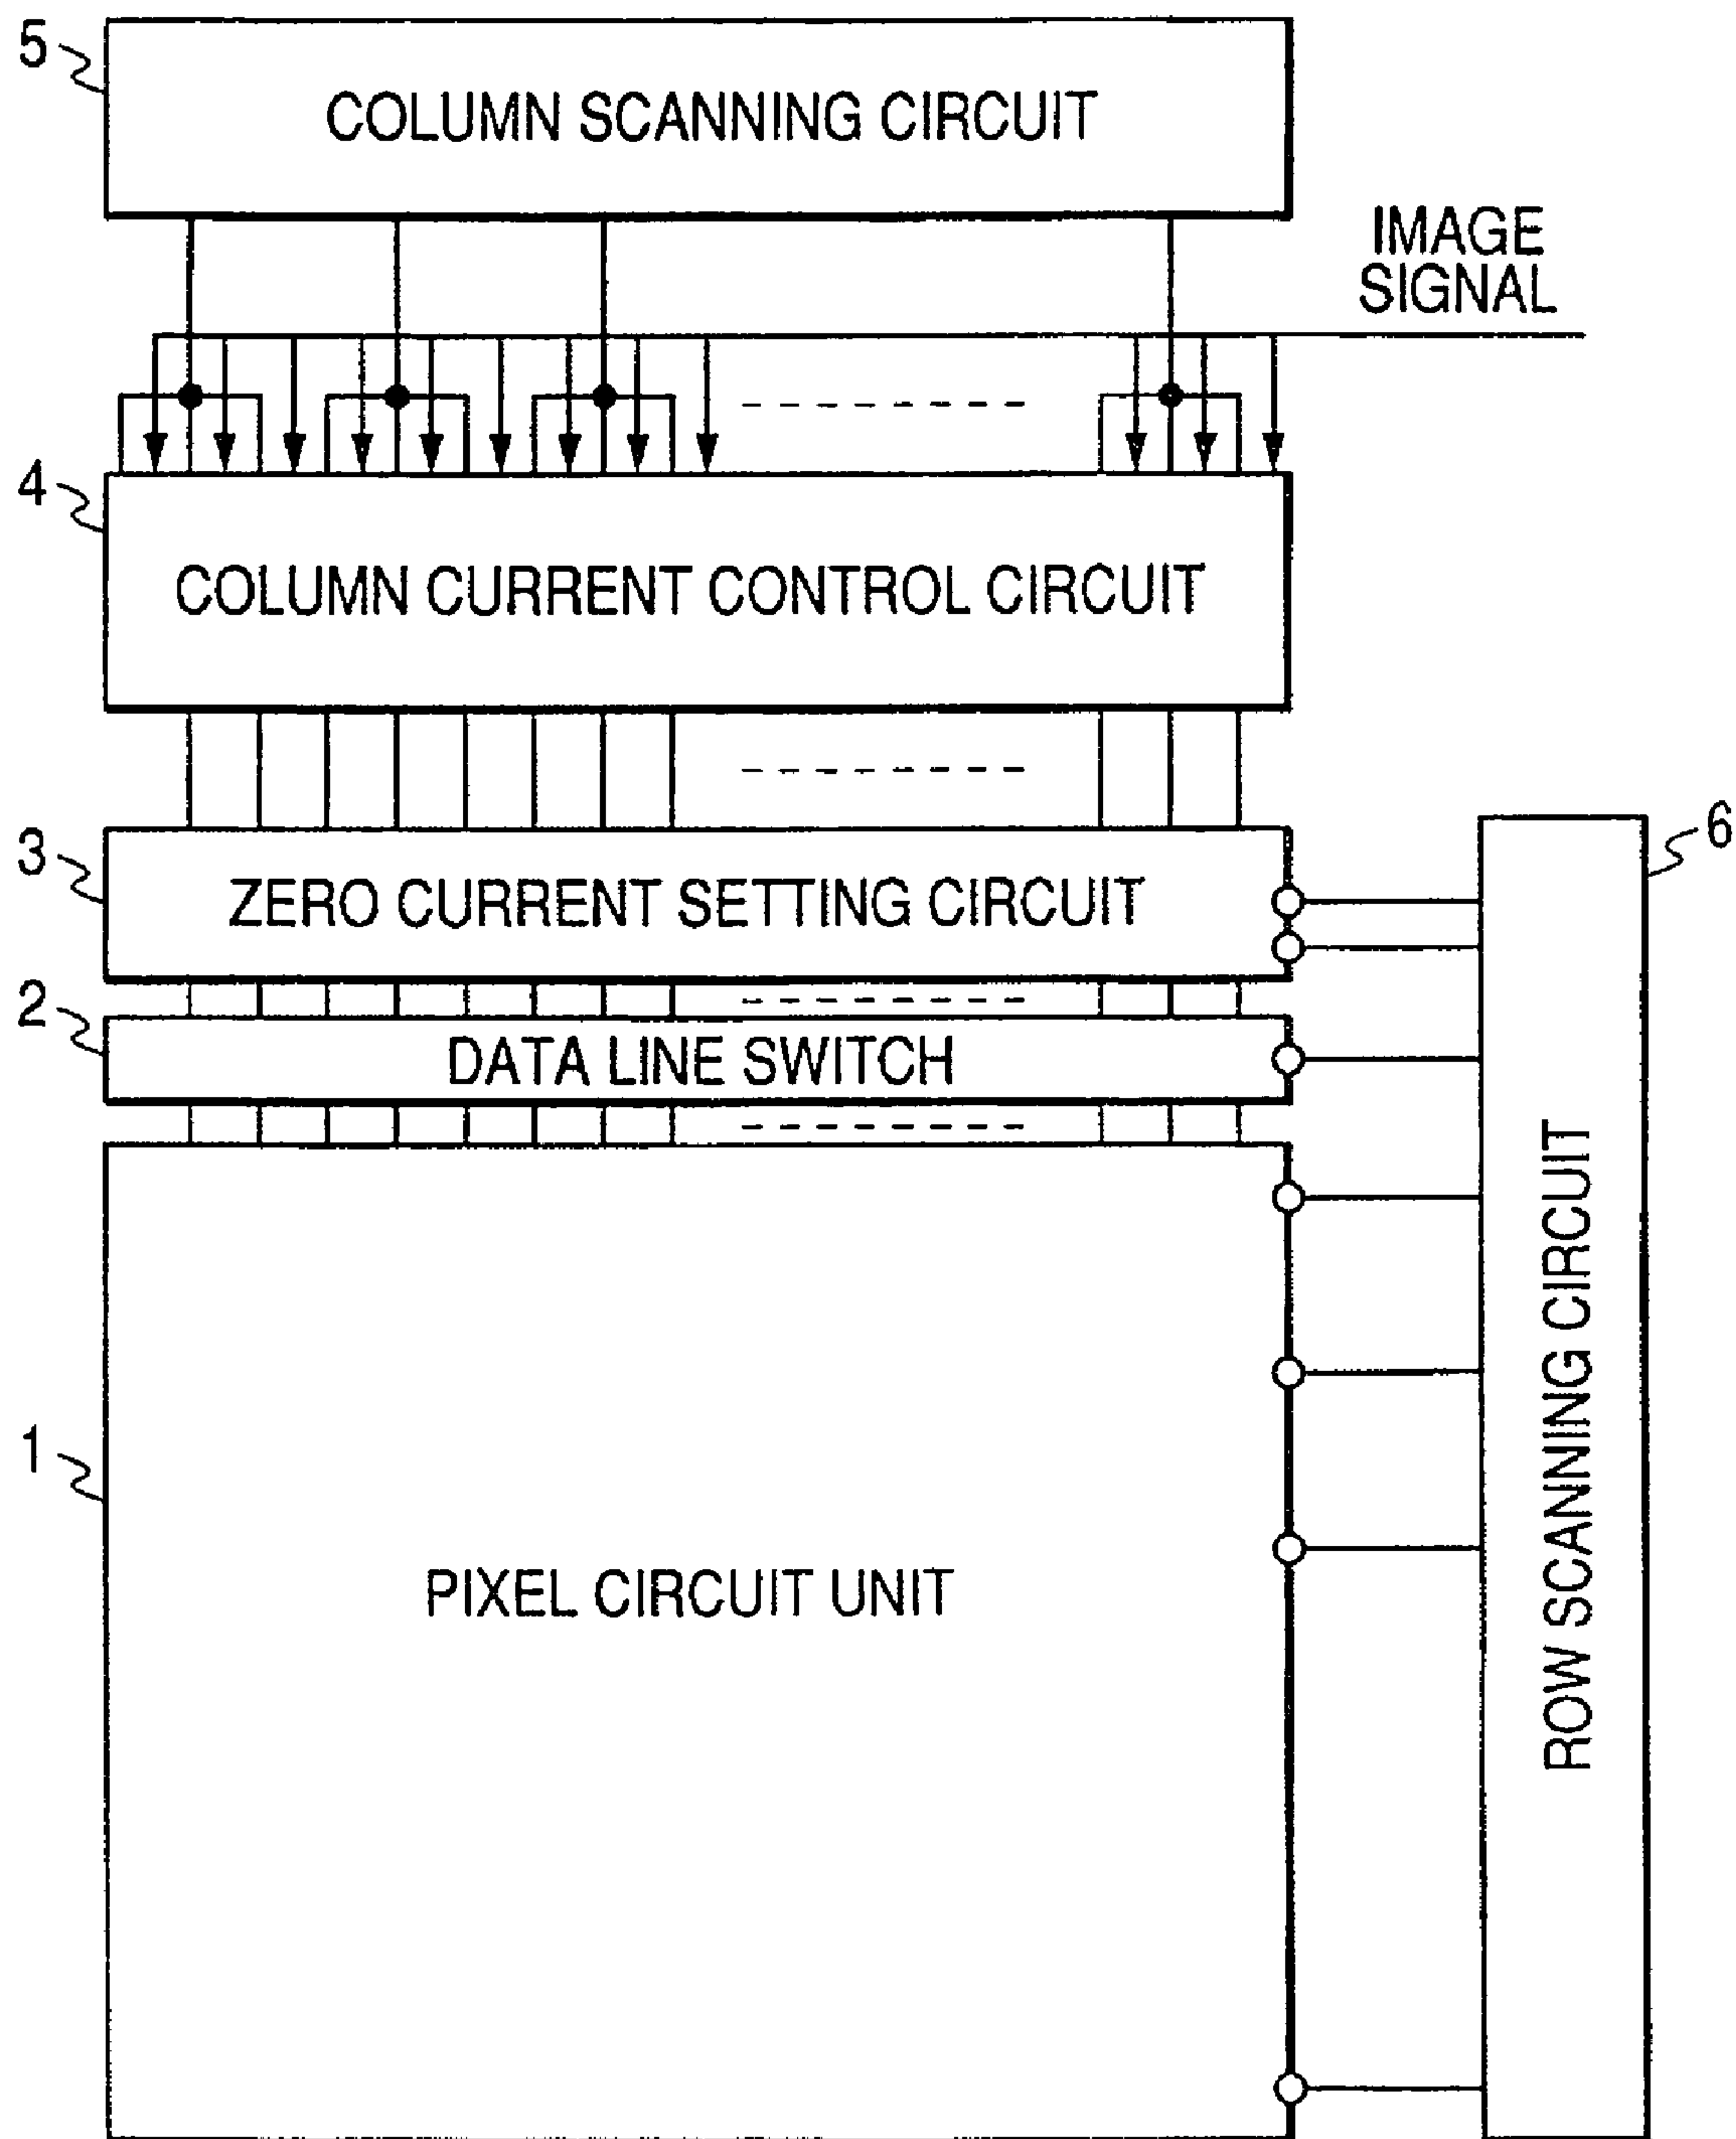 5
COLUMN SCANNING CIRCUIT
IMAGE
SIGNAL
4
COLUMN CURRENT CONTROL CIRCUIT
3
ZERO CURRENT SETTING CIRCUIT
6
2
DATA LINE SWITCH
1
PIXEL CIRCUIT UNIT
ROW SCANNING CIRCUIT